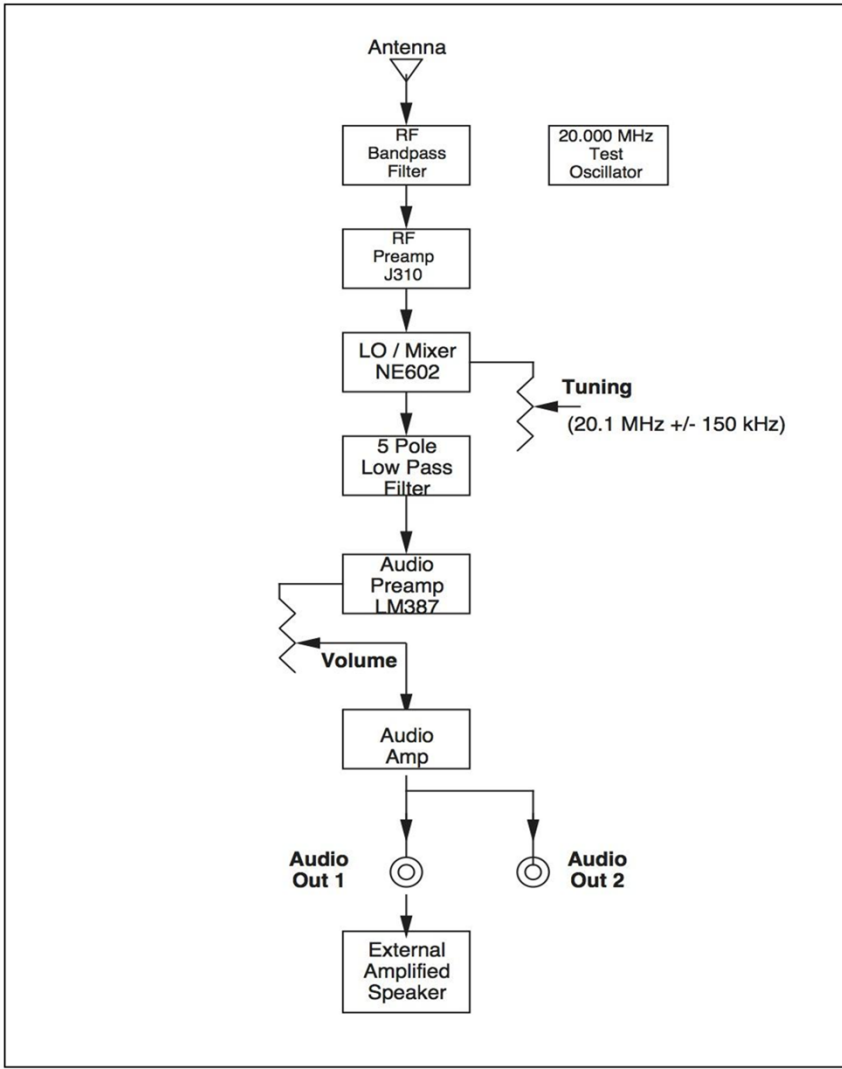 Antenna
RF
Bandpass
Filter
20.000 MHz
Test
Oscillator
RF
Preamp
J310
LO / Mixer
NE602
Tuning
(20.1 MHz +/- 150 kHz)
5 Pole
Low Pass
Filter
Audio
Preamp
LM387
Volume
Audio
Amp
Audio
Out 1
Audio
Out 2
External
Amplified
Speaker